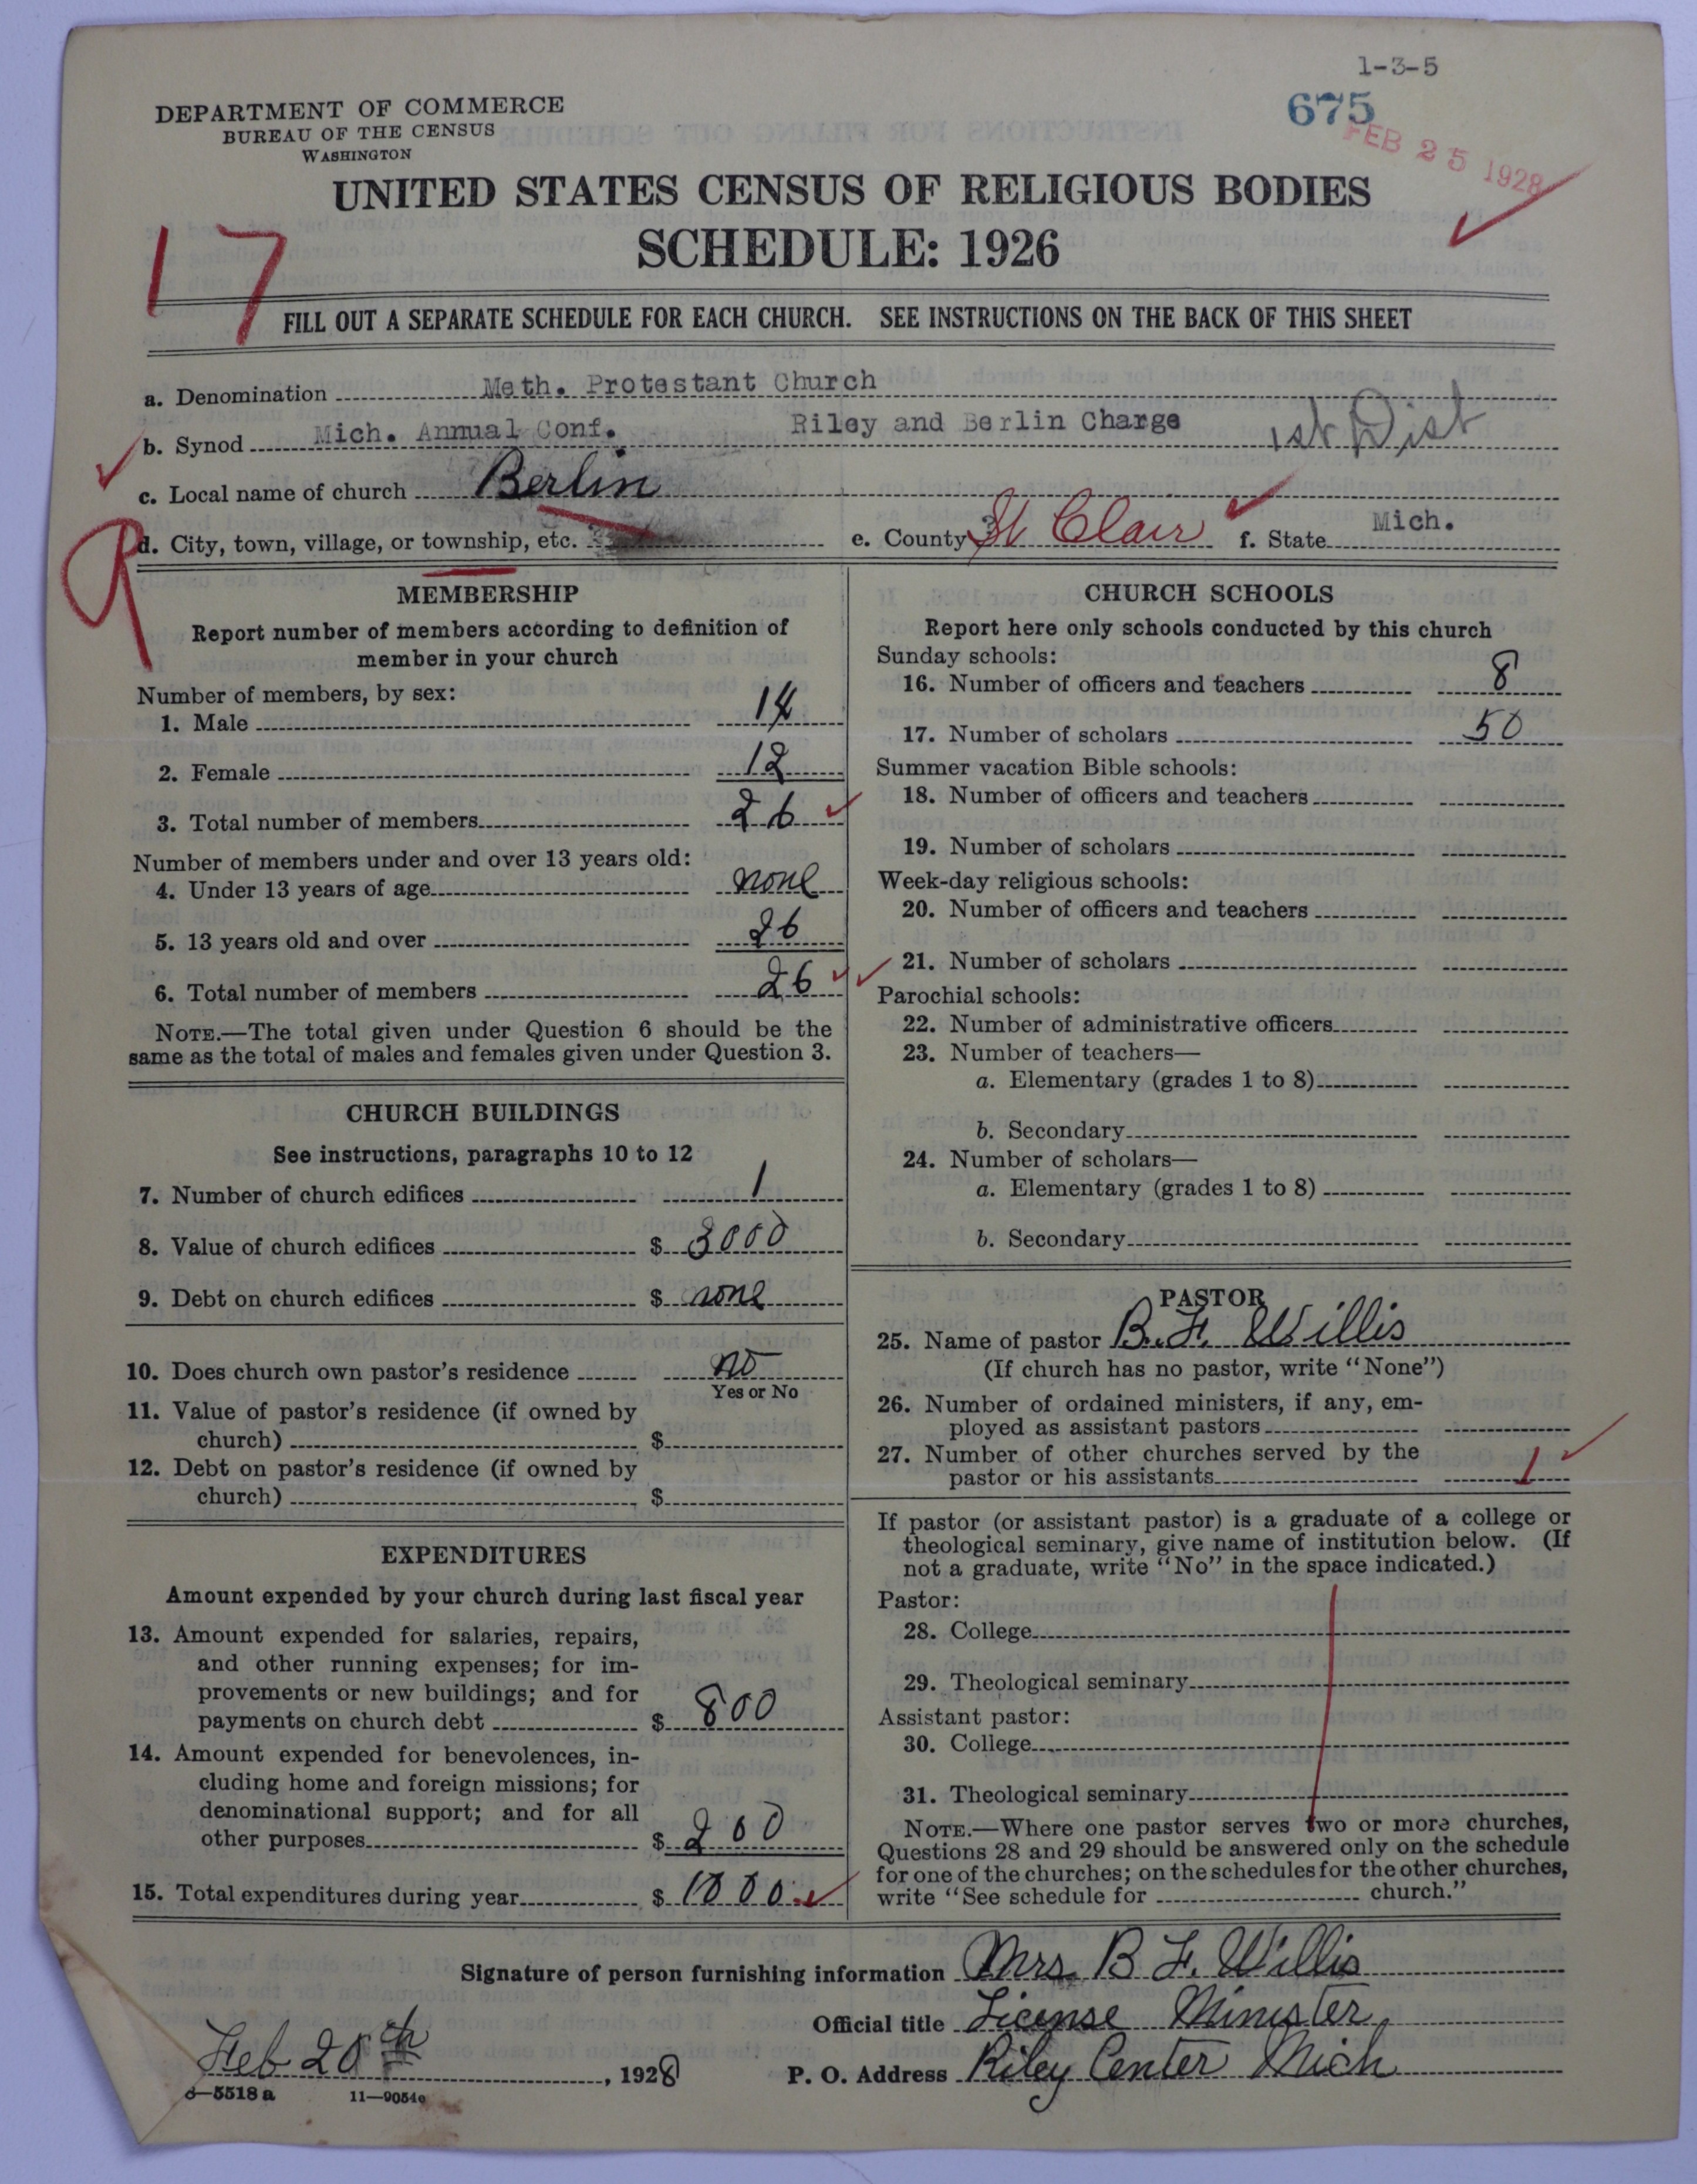 1-3-5
675
FEB 25 1928
DEPARTMENT OF COMMERCE
BUREAU OF THE CENSUS
WASHINGTON
UNITED STATES CENSUS OF RELIGIOUS BODIES
SCHEDULE: 1926
17
FILL OUT A SEPARATE SCHEDULE FOR EACH CHURCH. SEE INSTRUCTIONS ON THE BACK OF THIS SHEET
a. Denomination Meth. Protestant Church
b. Synod Mich. Annual Conf. Riley and Berlin Charge 1st Dist
c. Local name of church Berlin
d. City, town, village, or township, etc. e. County St Clair f. State Mich.
MEMBERSHIP
Report number of members according to definition of
member in your church
Number of members, by sex:
1. Male 14
2. Female 12
3. Total number of members 26
Number of members under and over 13 years old:
4. Under 13 years of age none
5. 13 years old and over 26
6. Total number of members 26
NOTE.—The total given under Question 6 should be the
same as the total of males and females given under Question 3.
CHURCH BUILDINGS
See instructions, paragraphs 10 to 12
7. Number of church edifices 1
8. Value of church edifices $ 3000
9. Debt on church edifices $ none
10. Does church own pastor's residence no
Yes or No
11. Value of pastor's residence (if owned by
church) $
12. Debt on pastor's residence (if owned by
church) $
EXPENDITURES
Amount expended by your church during last fiscal year
13. Amount expended for salaries, repairs,
and other running expenses; for im-
provements or new buildings; and for
payments on church debt $ 800
14. Amount expended for benevolences, in-
cluding home and foreign missions; for
denominational support; and for all
other purposes $ 200
15. Total expenditures during year $ 1000
CHURCH SCHOOLS
Report here only schools conducted by this church
Sunday schools:
16. Number of officers and teachers 8
17. Number of scholars 50
Summer vacation Bible schools:
18. Number of officers and teachers
19. Number of scholars
Week-day religious schools:
20. Number of officers and teachers
21. Number of scholars
Parochial schools:
22. Number of administrative officers
23. Number of teachers—
a. Elementary (grades 1 to 8)
b. Secondary
24. Number of scholars—
a. Elementary (grades 1 to 8)
b. Secondary
PASTOR
25. Name of pastor B. F. Willis
(If church has no pastor, write "None")
26. Number of ordained ministers, if any, em-
ployed as assistant pastors
27. Number of other churches served by the
pastor or his assistants 1
If pastor (or assistant pastor) is a graduate of a college or
theological seminary, give name of institution below. (If
not a graduate, write "No" in the space indicated.)
Pastor:
28. College
29. Theological seminary
Assistant pastor:
30. College
31. Theological seminary
NOTE.—Where one pastor serves two or more churches,
Questions 28 and 29 should be answered only on the schedule
for one of the churches; on the schedules for the other churches,
write "See schedule for church."
Signature of person furnishing information Mrs. B F. Willis
Official title License Minister
Feb 20th, 1928 P. O. Address Riley Center Mich
8—5518 a 11—9054